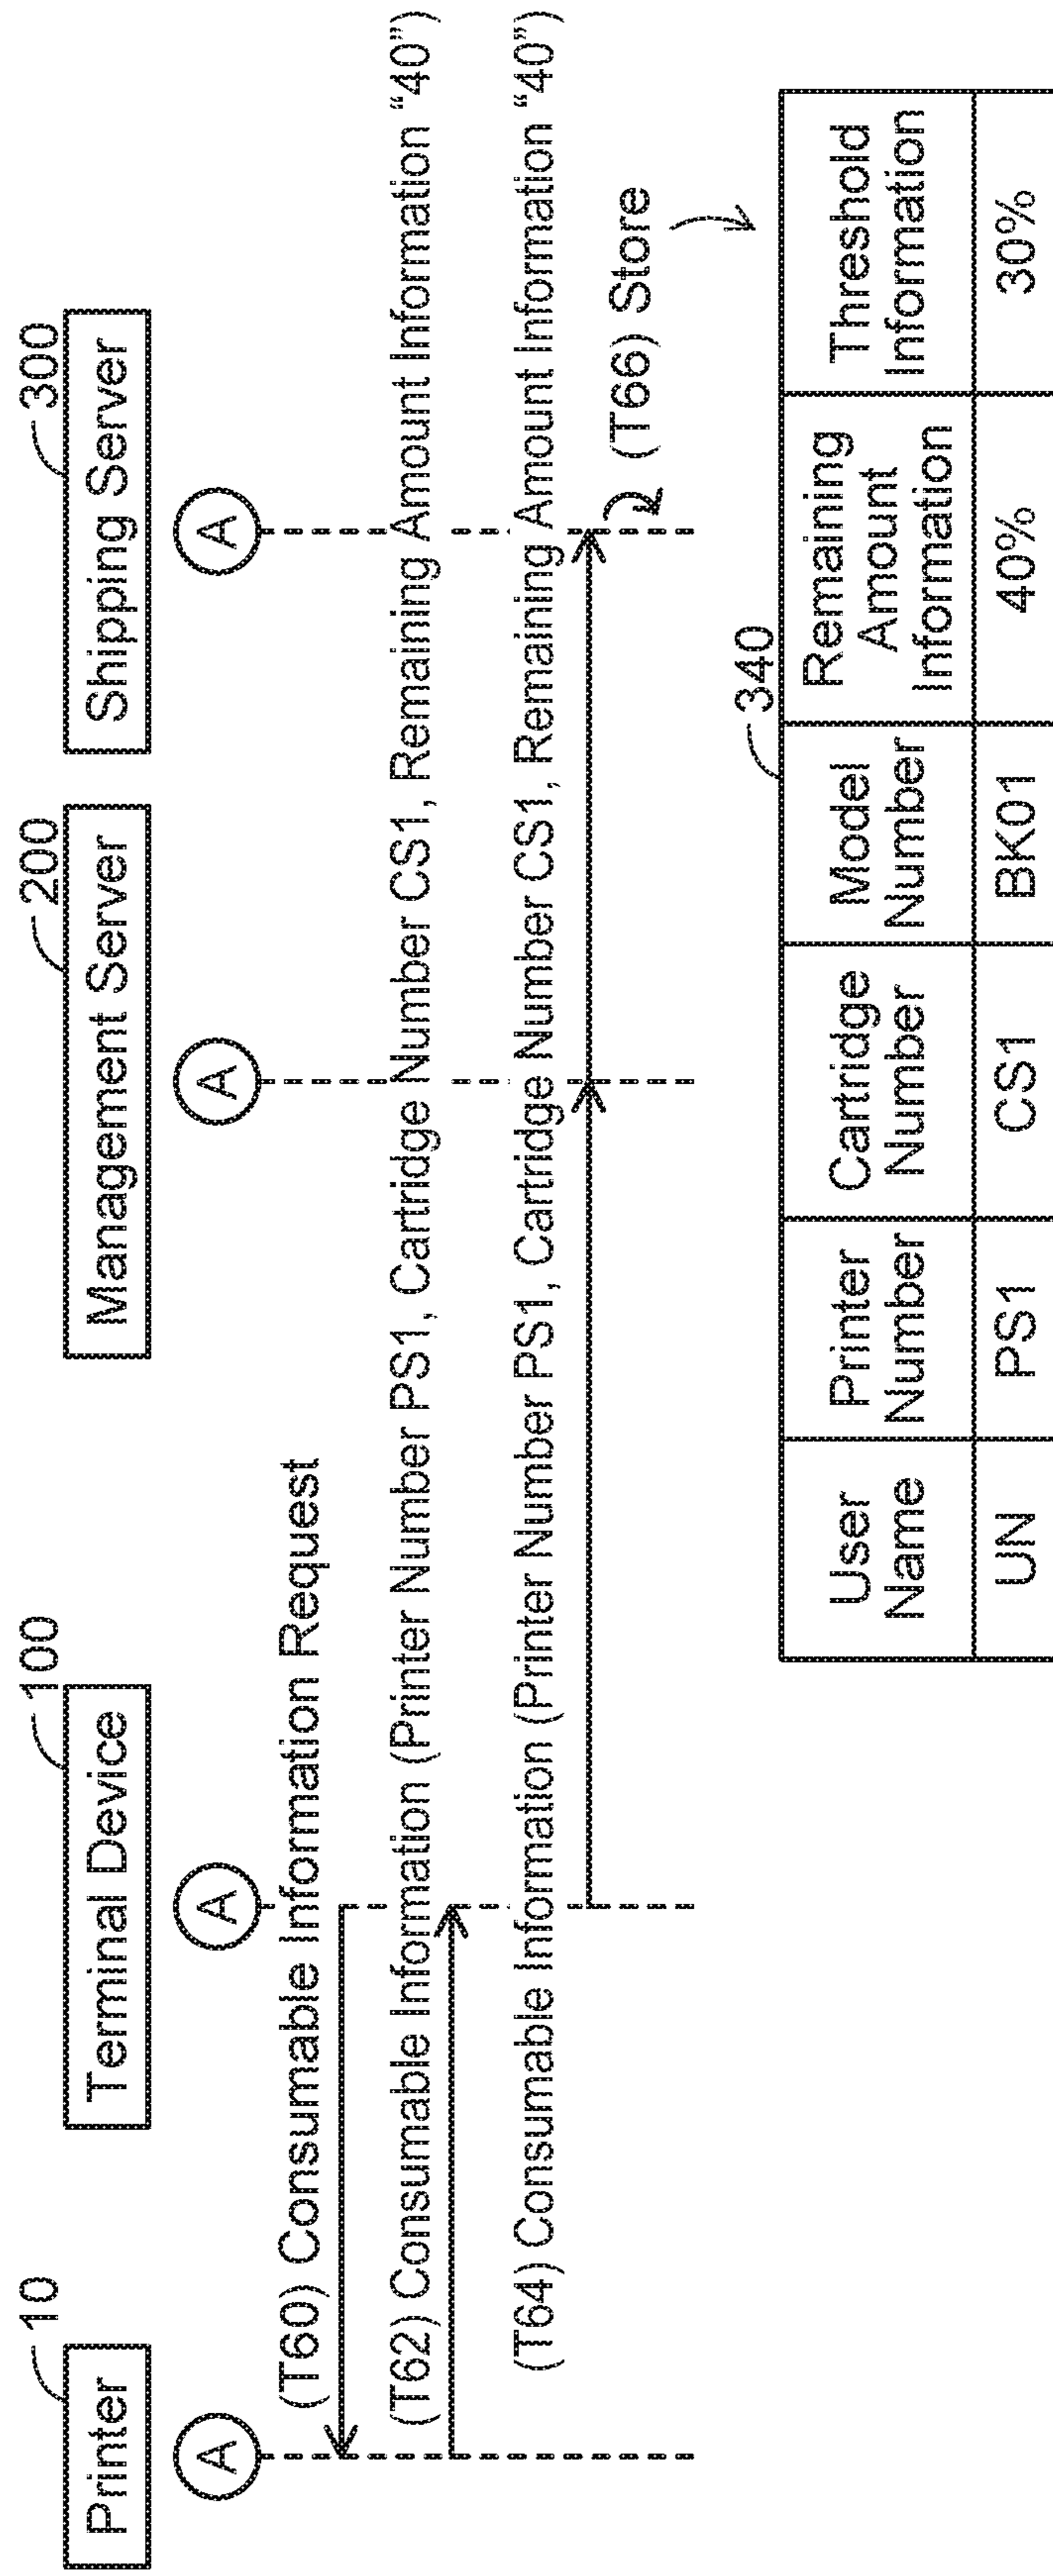 10
100
200
300
Printer
Terminal Device
Management Server
Shipping Server
A
A
A
A
(T60) Consumable Information Request
(T62) Consumable Information (Printer Number PS1, Cartridge Number CS1, Remaining Amount Information “40”)
(T64) Consumable Information (Printer Number PS1, Cartridge Number CS1, Remaining Amount Information “40”)
(T66) Store
340
User
Name
Printer
Number
Cartridge
Number
Model
Number
Remaining
Amount
Information
Threshold
Information
UN
PS1
CS1
BK01
40%
30%